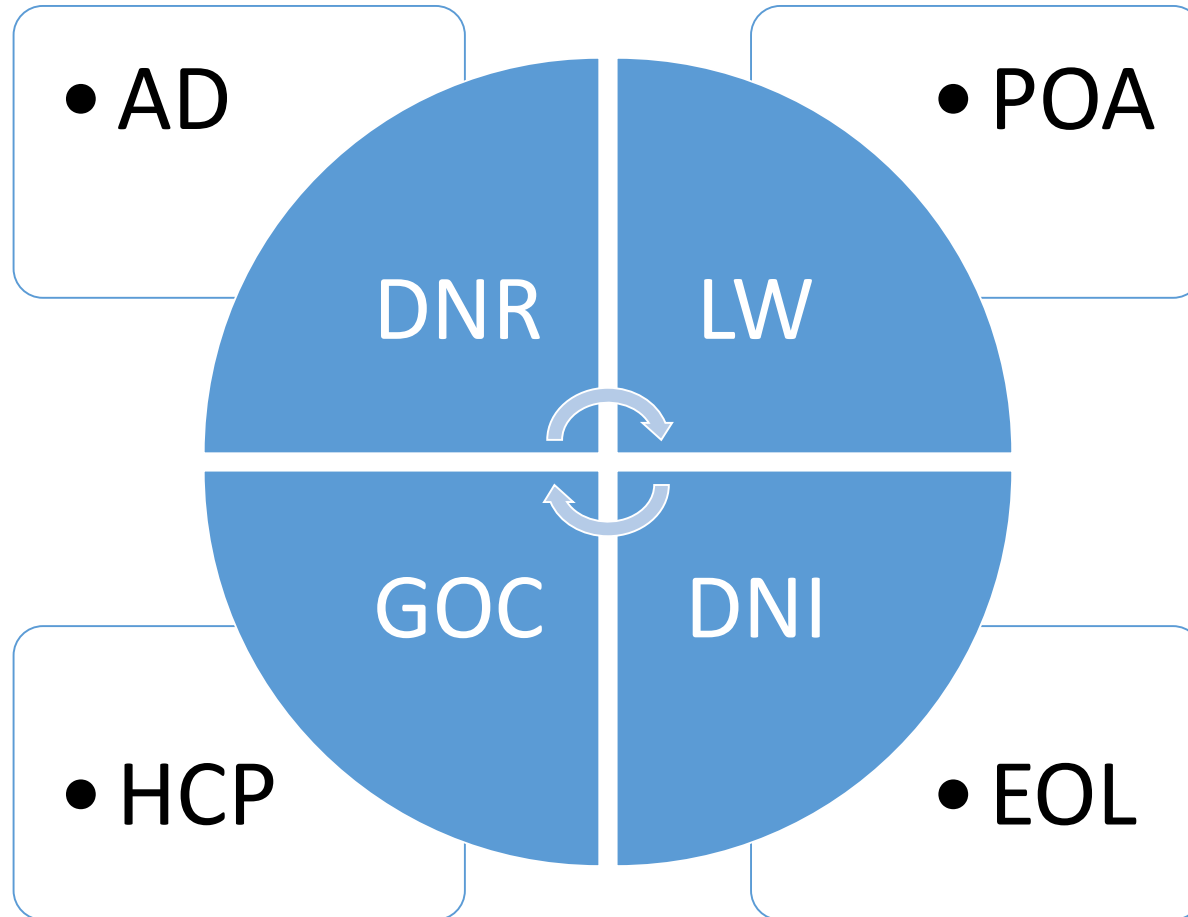 • AD
• POA
DNR
LW
GOC
DNI
• HCP
• EOL